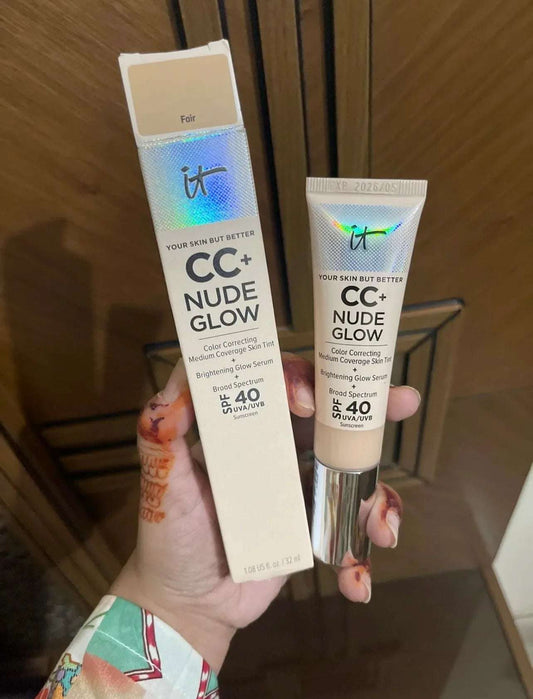 Fair
it
YOUR SKIN BUT BETTER
CC+
NUDE
GLOW
Color Correcting
Medium Coverage Skin Tint
+
Brightening Glow Serum
+
Broad Spectrum
SPF 40
UVA/UVB
Sunscreen
1.08 US fl. oz. / 32 ml
EXP 2026/05
it
YOUR SKIN BUT BETTER
CC+
NUDE
GLOW
Color Correcting
Medium Coverage Skin Tint
+
Brightening Glow Serum
+
Broad Spectrum
SPF 40
UVA/UVB
Sunscreen